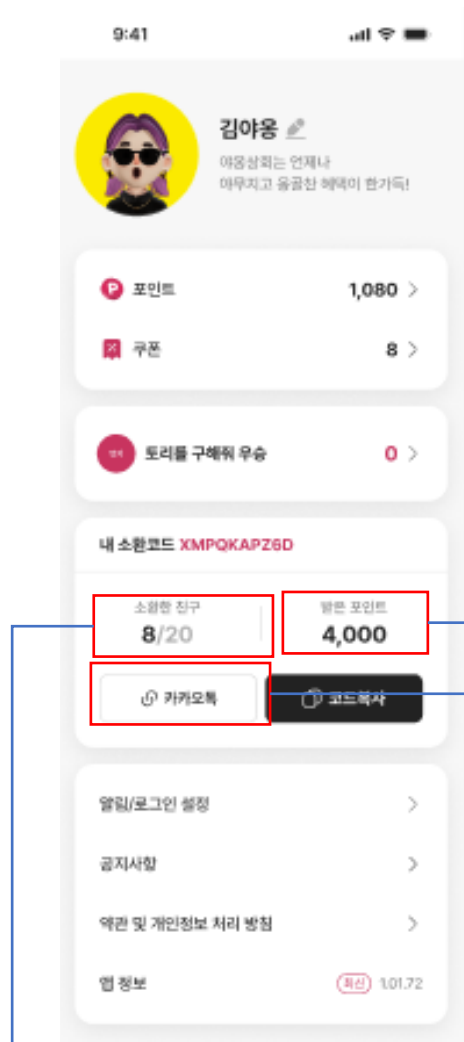 9:41
김야옹
야옹상회는 언제나
야무지고 옹골찬 혜택이 한가득!
포인트 1,080
쿠폰 8
토리를 구해줘 우승 0
내 소환코드 XMPQKAPZ6D
소환한 친구 받은 포인트
8/20 4,000
카카오톡 코드복사
알림/로그인 설정
공지사항
약관 및 개인정보 처리 방침
앱 정보 최신 1.01.72